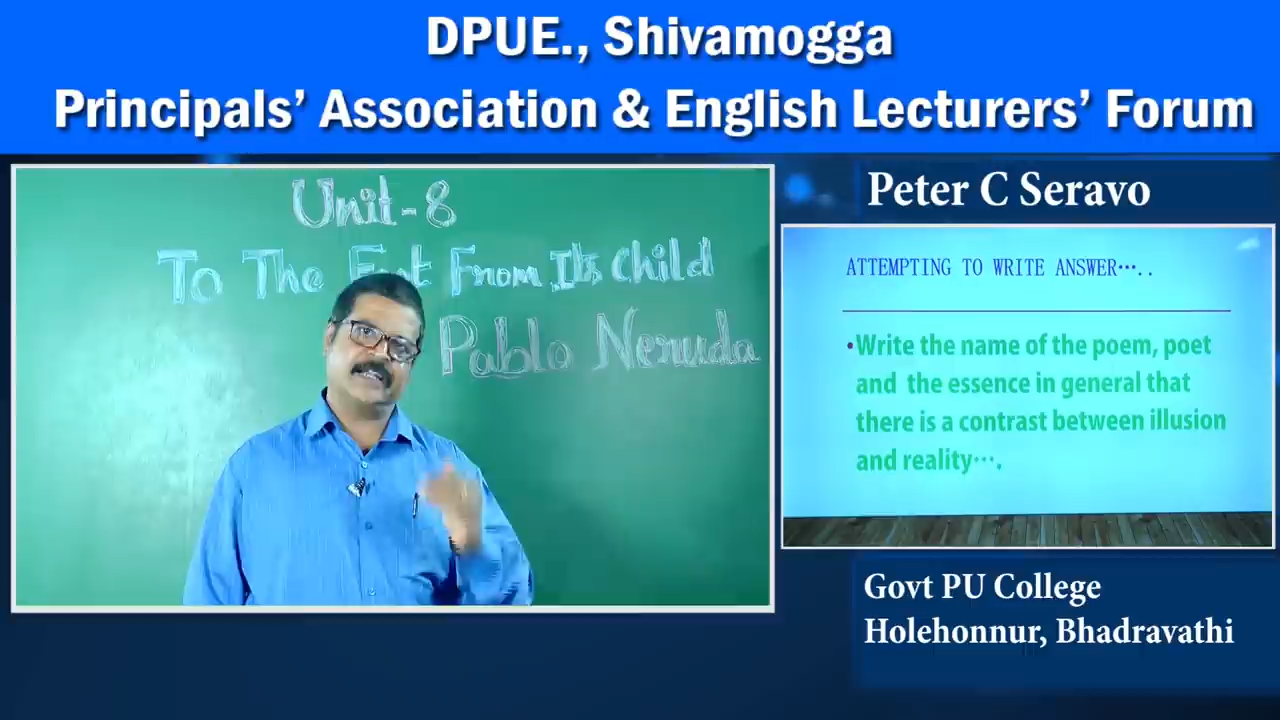 DPUE., Shivamogga
Principals’ Association & English Lecturers’ Forum
Unit-8
To The From Its Child
Pablo Neruda
Peter C Seravo
ATTEMPTING TO WRITE ANSWER.....
•Write the name of the poem, poet
and the essence in general that
there is a contrast between illusion
and reality....
Govt PU College
Holehonnur, Bhadravathi